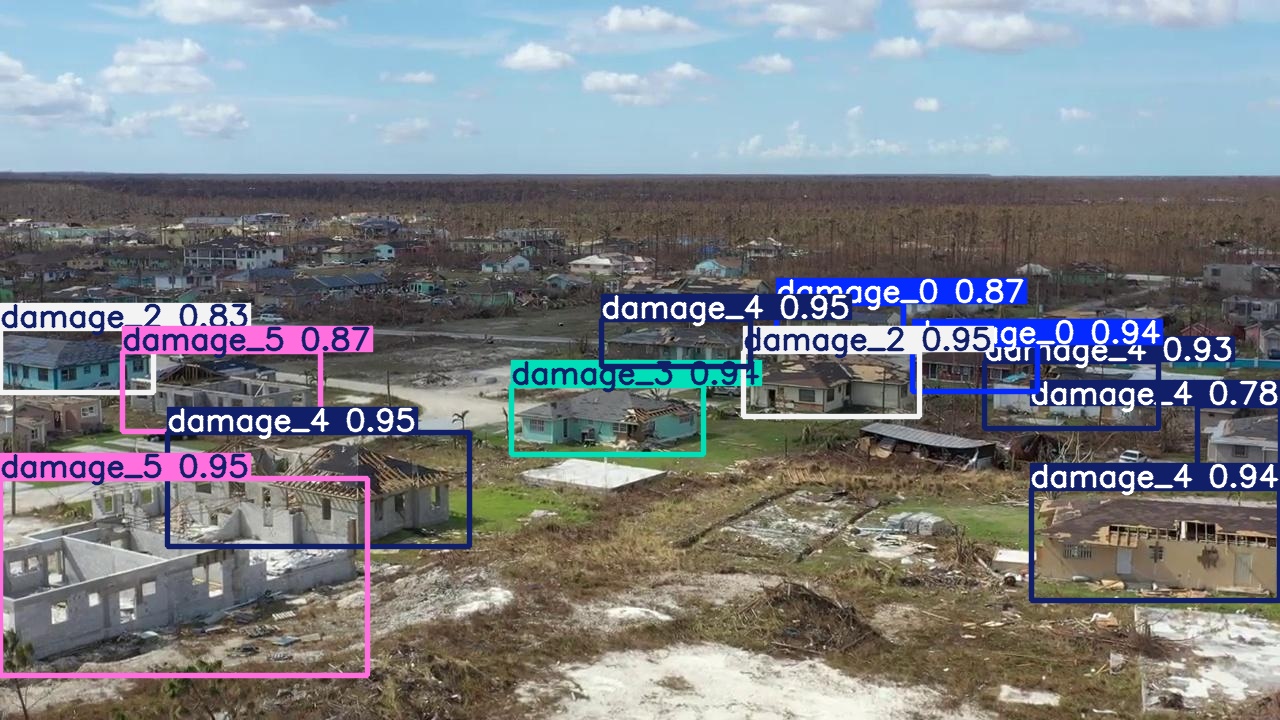 damage_0 0.87
damage_4 0.95
damage_2 0.83
damage_5 0.87
damage_2 0.95
damage_0 0.94
damage_4 0.93
damage_3 0.94
damage_4 0.78
damage_4 0.95
damage_5 0.95
damage_4 0.94